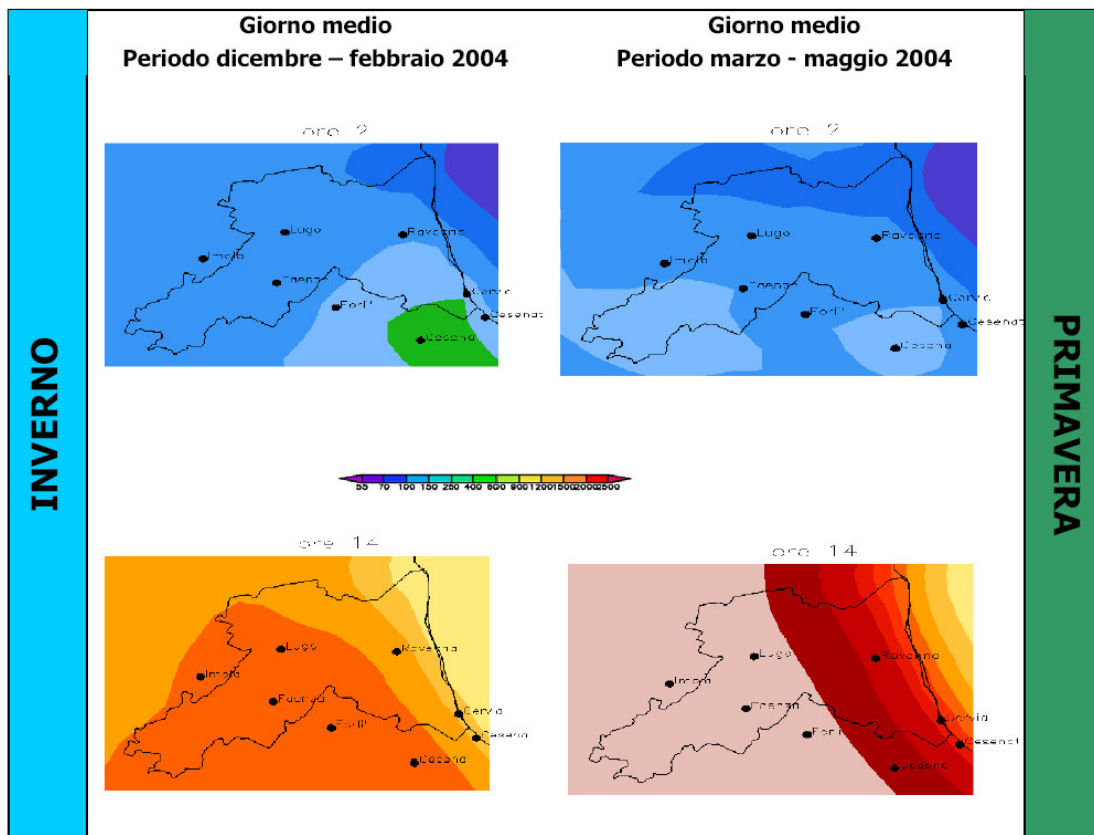 INVERNO
Giorno medio
Periodo dicembre – febbraio 2004
Giorno medio
Periodo marzo - maggio 2004
PRIMAVERA
ore 2
Lugo
Ravenna
Imola
Faenza
Cervia
Forli'
Cesenat
Cesena
ore 2
Lugo
Ravenna
Imola
Faenza
Cervia
Forli'
Cesenat
Cesena
55 70 100 150 250 400 600 900 1200 1500 2000 2500
ore 14
Lugo
Ravenna
Imola
Faenza
Cervia
Forli'
Cesena
Cesena
ore 14
Lugo
Ravenna
Imola
Faenza
Cervia
Forli'
Cesenat
Cesena